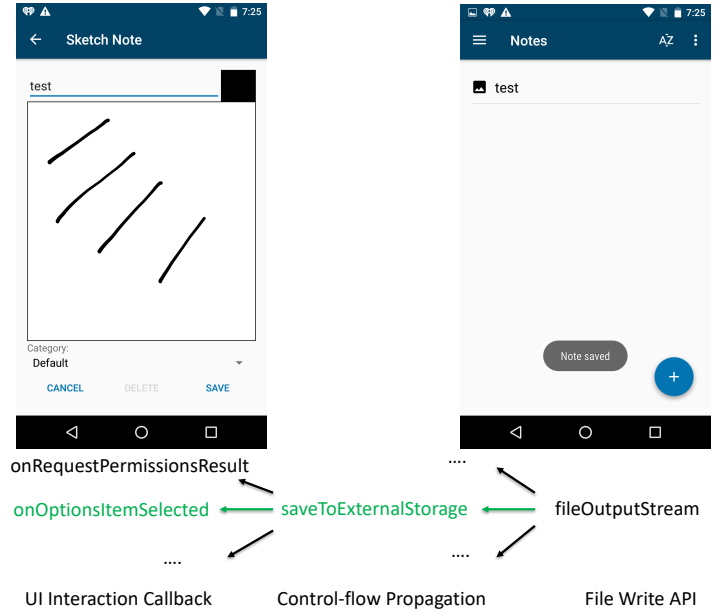 7:25
Sketch Note
test
Category:
Default
CANCEL DELETE SAVE
7:25
Notes AZ
test
Note saved
+
onRequestPermissionsResult ....
onOptionsItemSelected saveToExternalStorage fileOutputStream
.... ....
UI Interaction Callback Control-flow Propagation File Write API